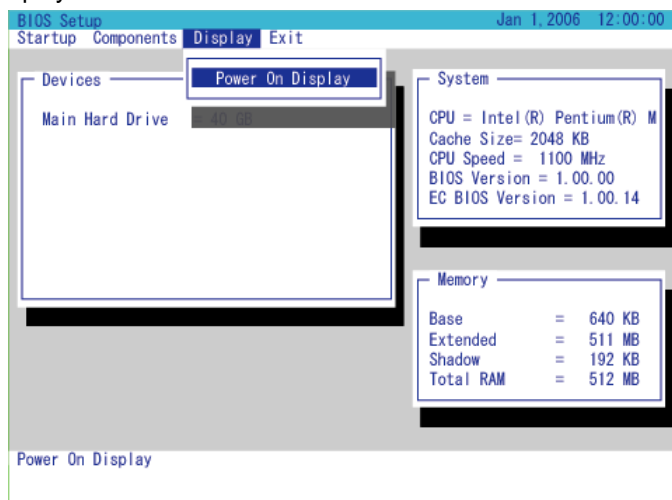 BIOS Setup Jan 1,2006 12:00:00
Startup Components Display Exit
Power On Display
Devices
Main Hard Drive = 40 GB
System
CPU = Intel(R) Pentium(R) M
Cache Size= 2048 KB
CPU Speed = 1100 MHz
BIOS Version = 1.00.00
EC BIOS Version = 1.00.14
Memory
Base = 640 KB
Extended = 511 MB
Shadow = 192 KB
Total RAM = 512 MB
Power On Display